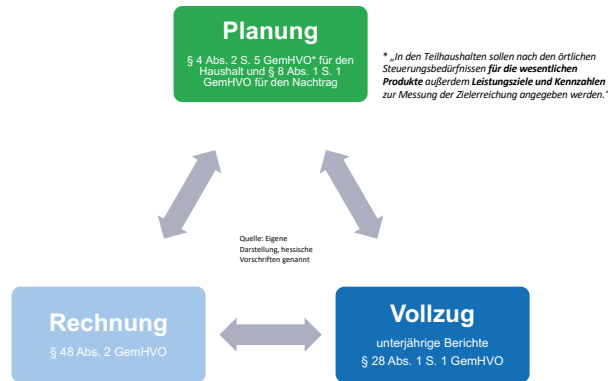 Planung
§ 4 Abs. 2 S. 5 GemHVO* für den
Haushalt und § 8 Abs. 1 S. 1
GemHVO für den Nachtrag
* „In den Teilhaushalten sollen nach den örtlichen
Steuerungsbedürfnissen für die wesentlichen
Produkte außerdem Leistungsziele und Kennzahlen
zur Messung der Zielerreichung angegeben werden.“
Quelle: Eigene
Darstellung, hessische
Vorschriften genannt
Rechnung
§ 48 Abs. 2 GemHVO
Vollzug
unterjährige Berichte
§ 28 Abs. 1 S. 1 GemHVO